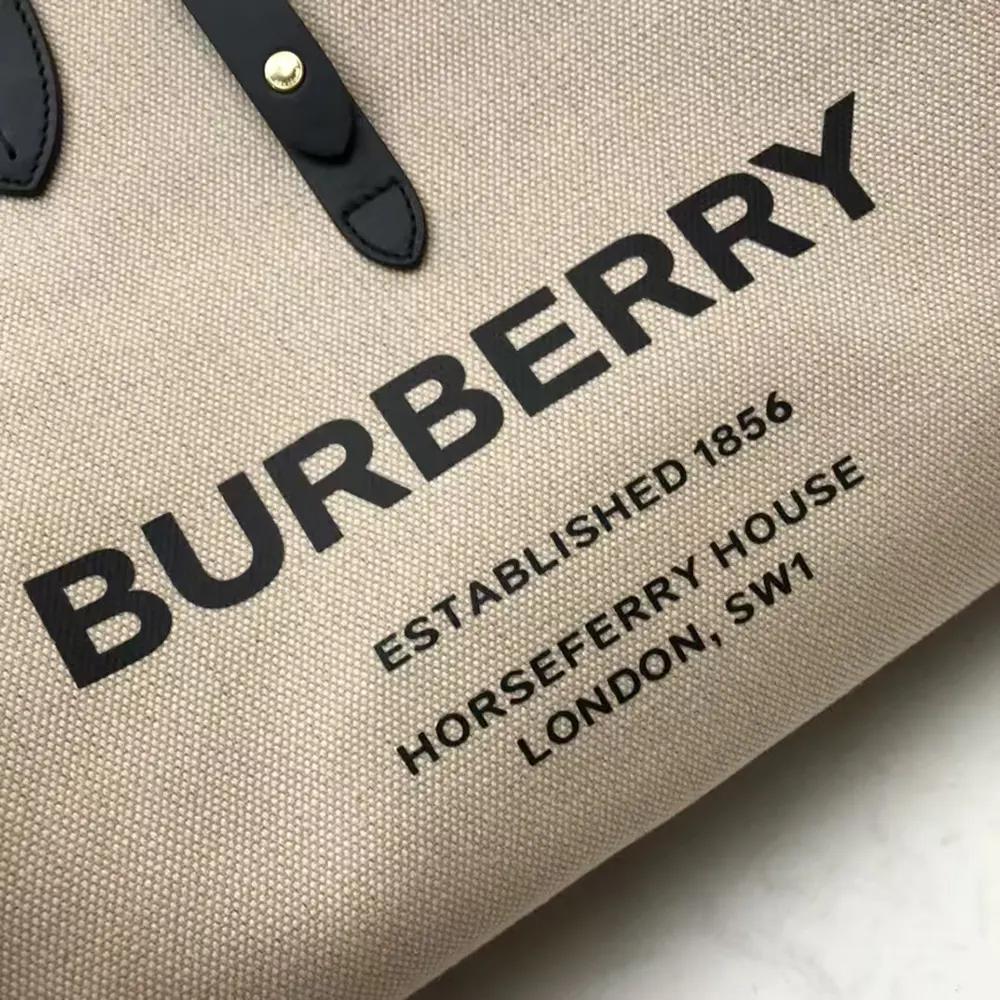 BURBERRY
ESTABLISHED 1856
HORSEFERRY HOUSE
LONDON, SW1